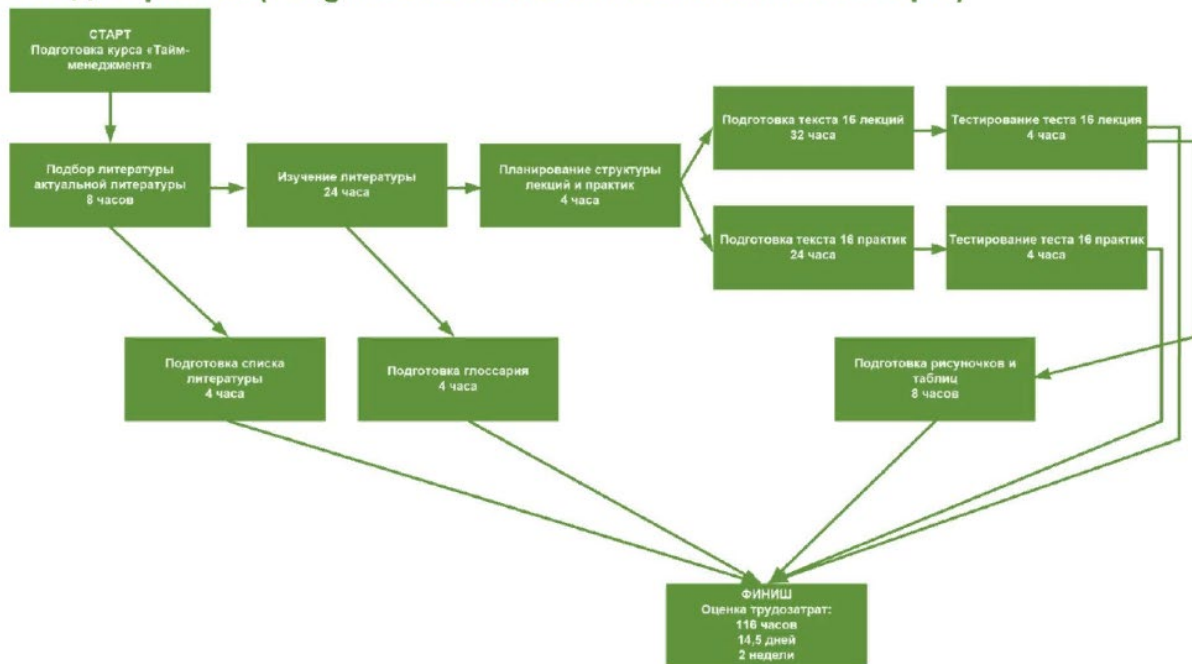 СТАРТ
Подготовка курса «Тайм-
менеджмент»
Подбор литературы
актуальной литературы
8 часов
Изучение литературы
24 часа
Планирование структуры
лекций и практик
4 часа
Подготовка текста 16 лекций
32 часа
Тестирование теста 16 лекция
4 часа
Подготовка текста 16 практик
24 часа
Тестирование теста 16 практик
4 часа
Подготовка списка
литературы
4 часа
Подготовка глоссария
4 часа
Подготовка рисуночков и
таблиц
8 часов
ФИНИШ
Оценка трудозатрат:
116 часов
14,5 дней
2 недели